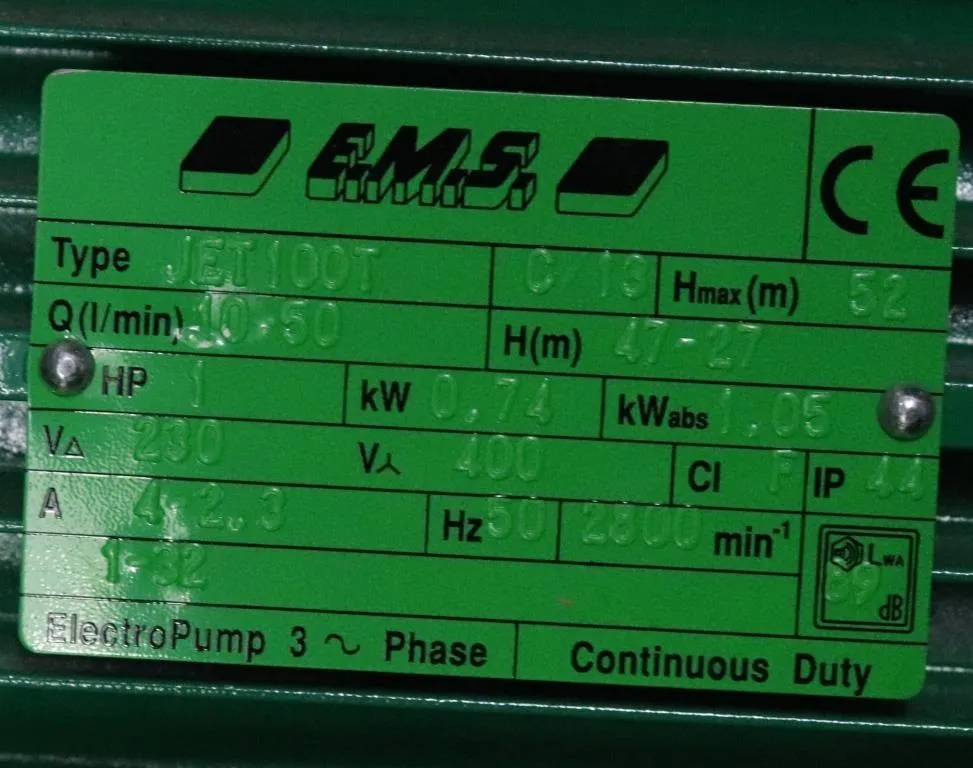 E.M.S. CE
Type JET100T C/13 Hmax (m) 52
Q (l/min) 10-50 H(m) 47-27
HP 1 kW 0,74 kWabs 1,05
V△ 230 V⅄ 400 Cl F IP 44
A 4-2,3 Hz 50 2800 min⁻¹
1-32 LWA
89 dB
ElectroPump 3 ~ Phase Continuous Duty